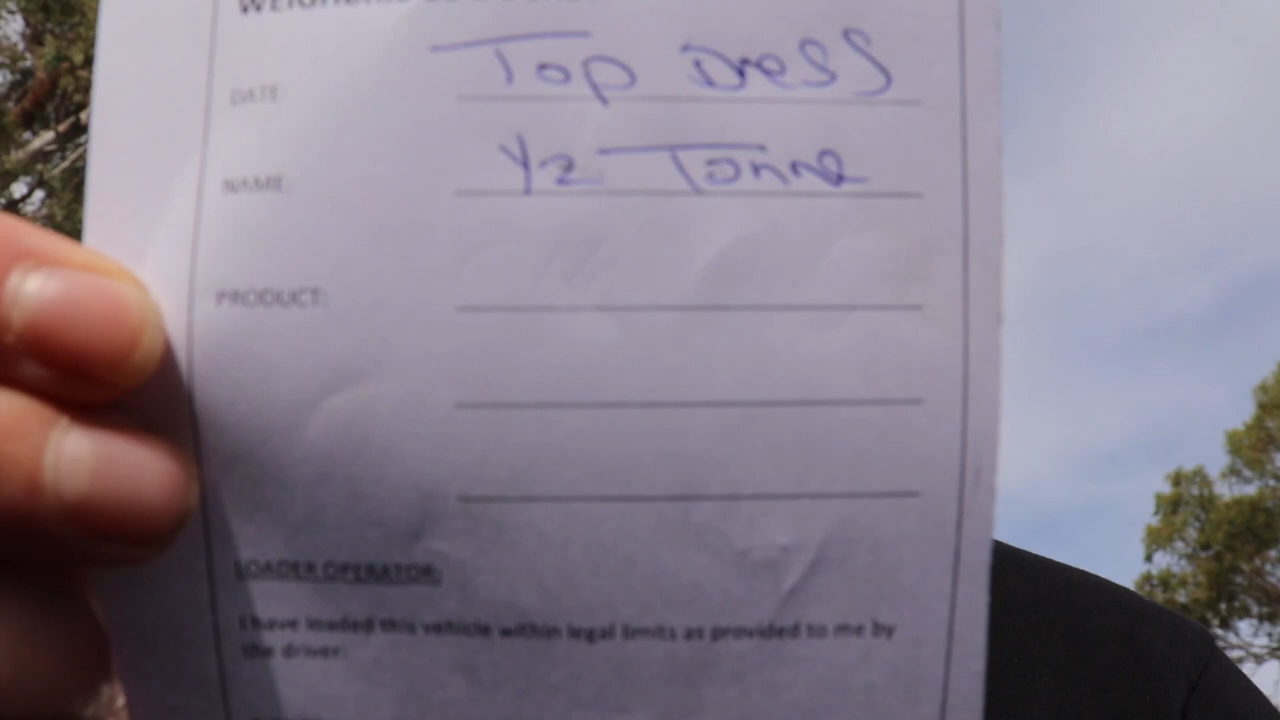 Top Dress
DATE:
1/2 Tonne
NAME:
PRODUCT:
LOADER OPERATOR:
I have loaded this vehicle within legal limits as provided to me by
the driver: